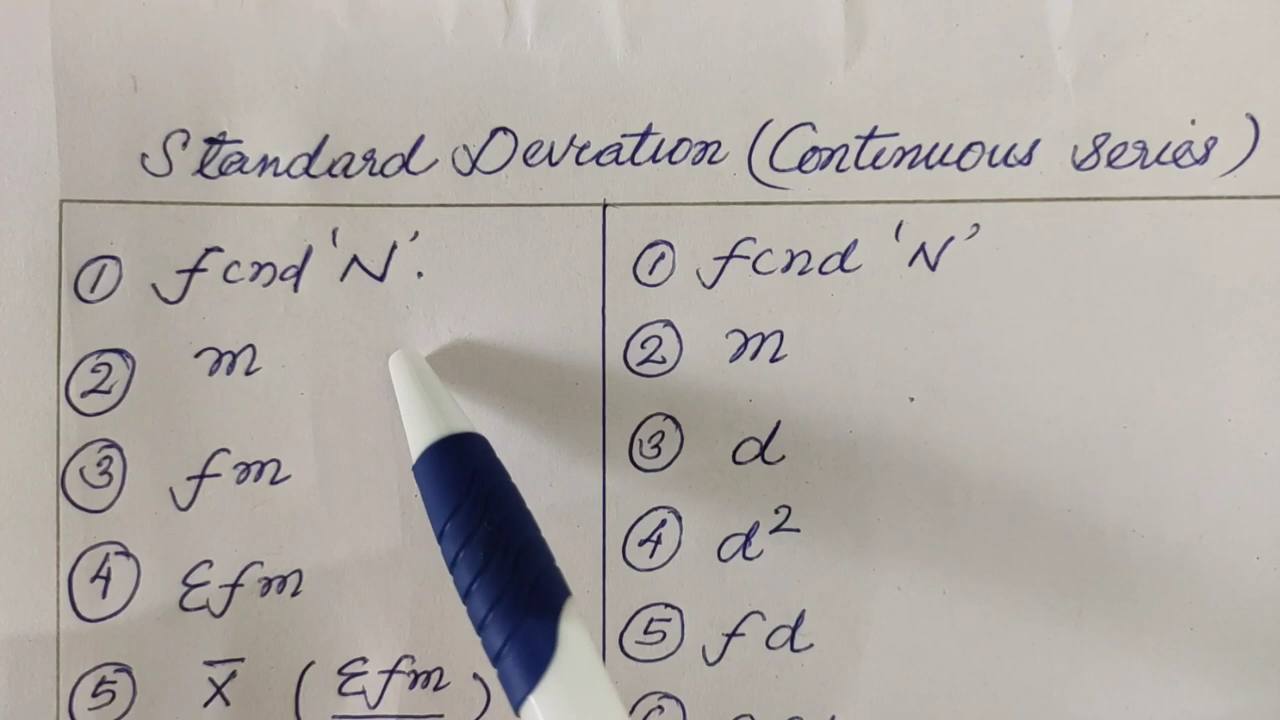 Standard Deviation (Continuous Series)
① find 'N'.
② m
③ fm
④ Σfm
⑤ x̄ (Σfm)
① find 'N'
② m
③ d
④ d²
⑤ fd